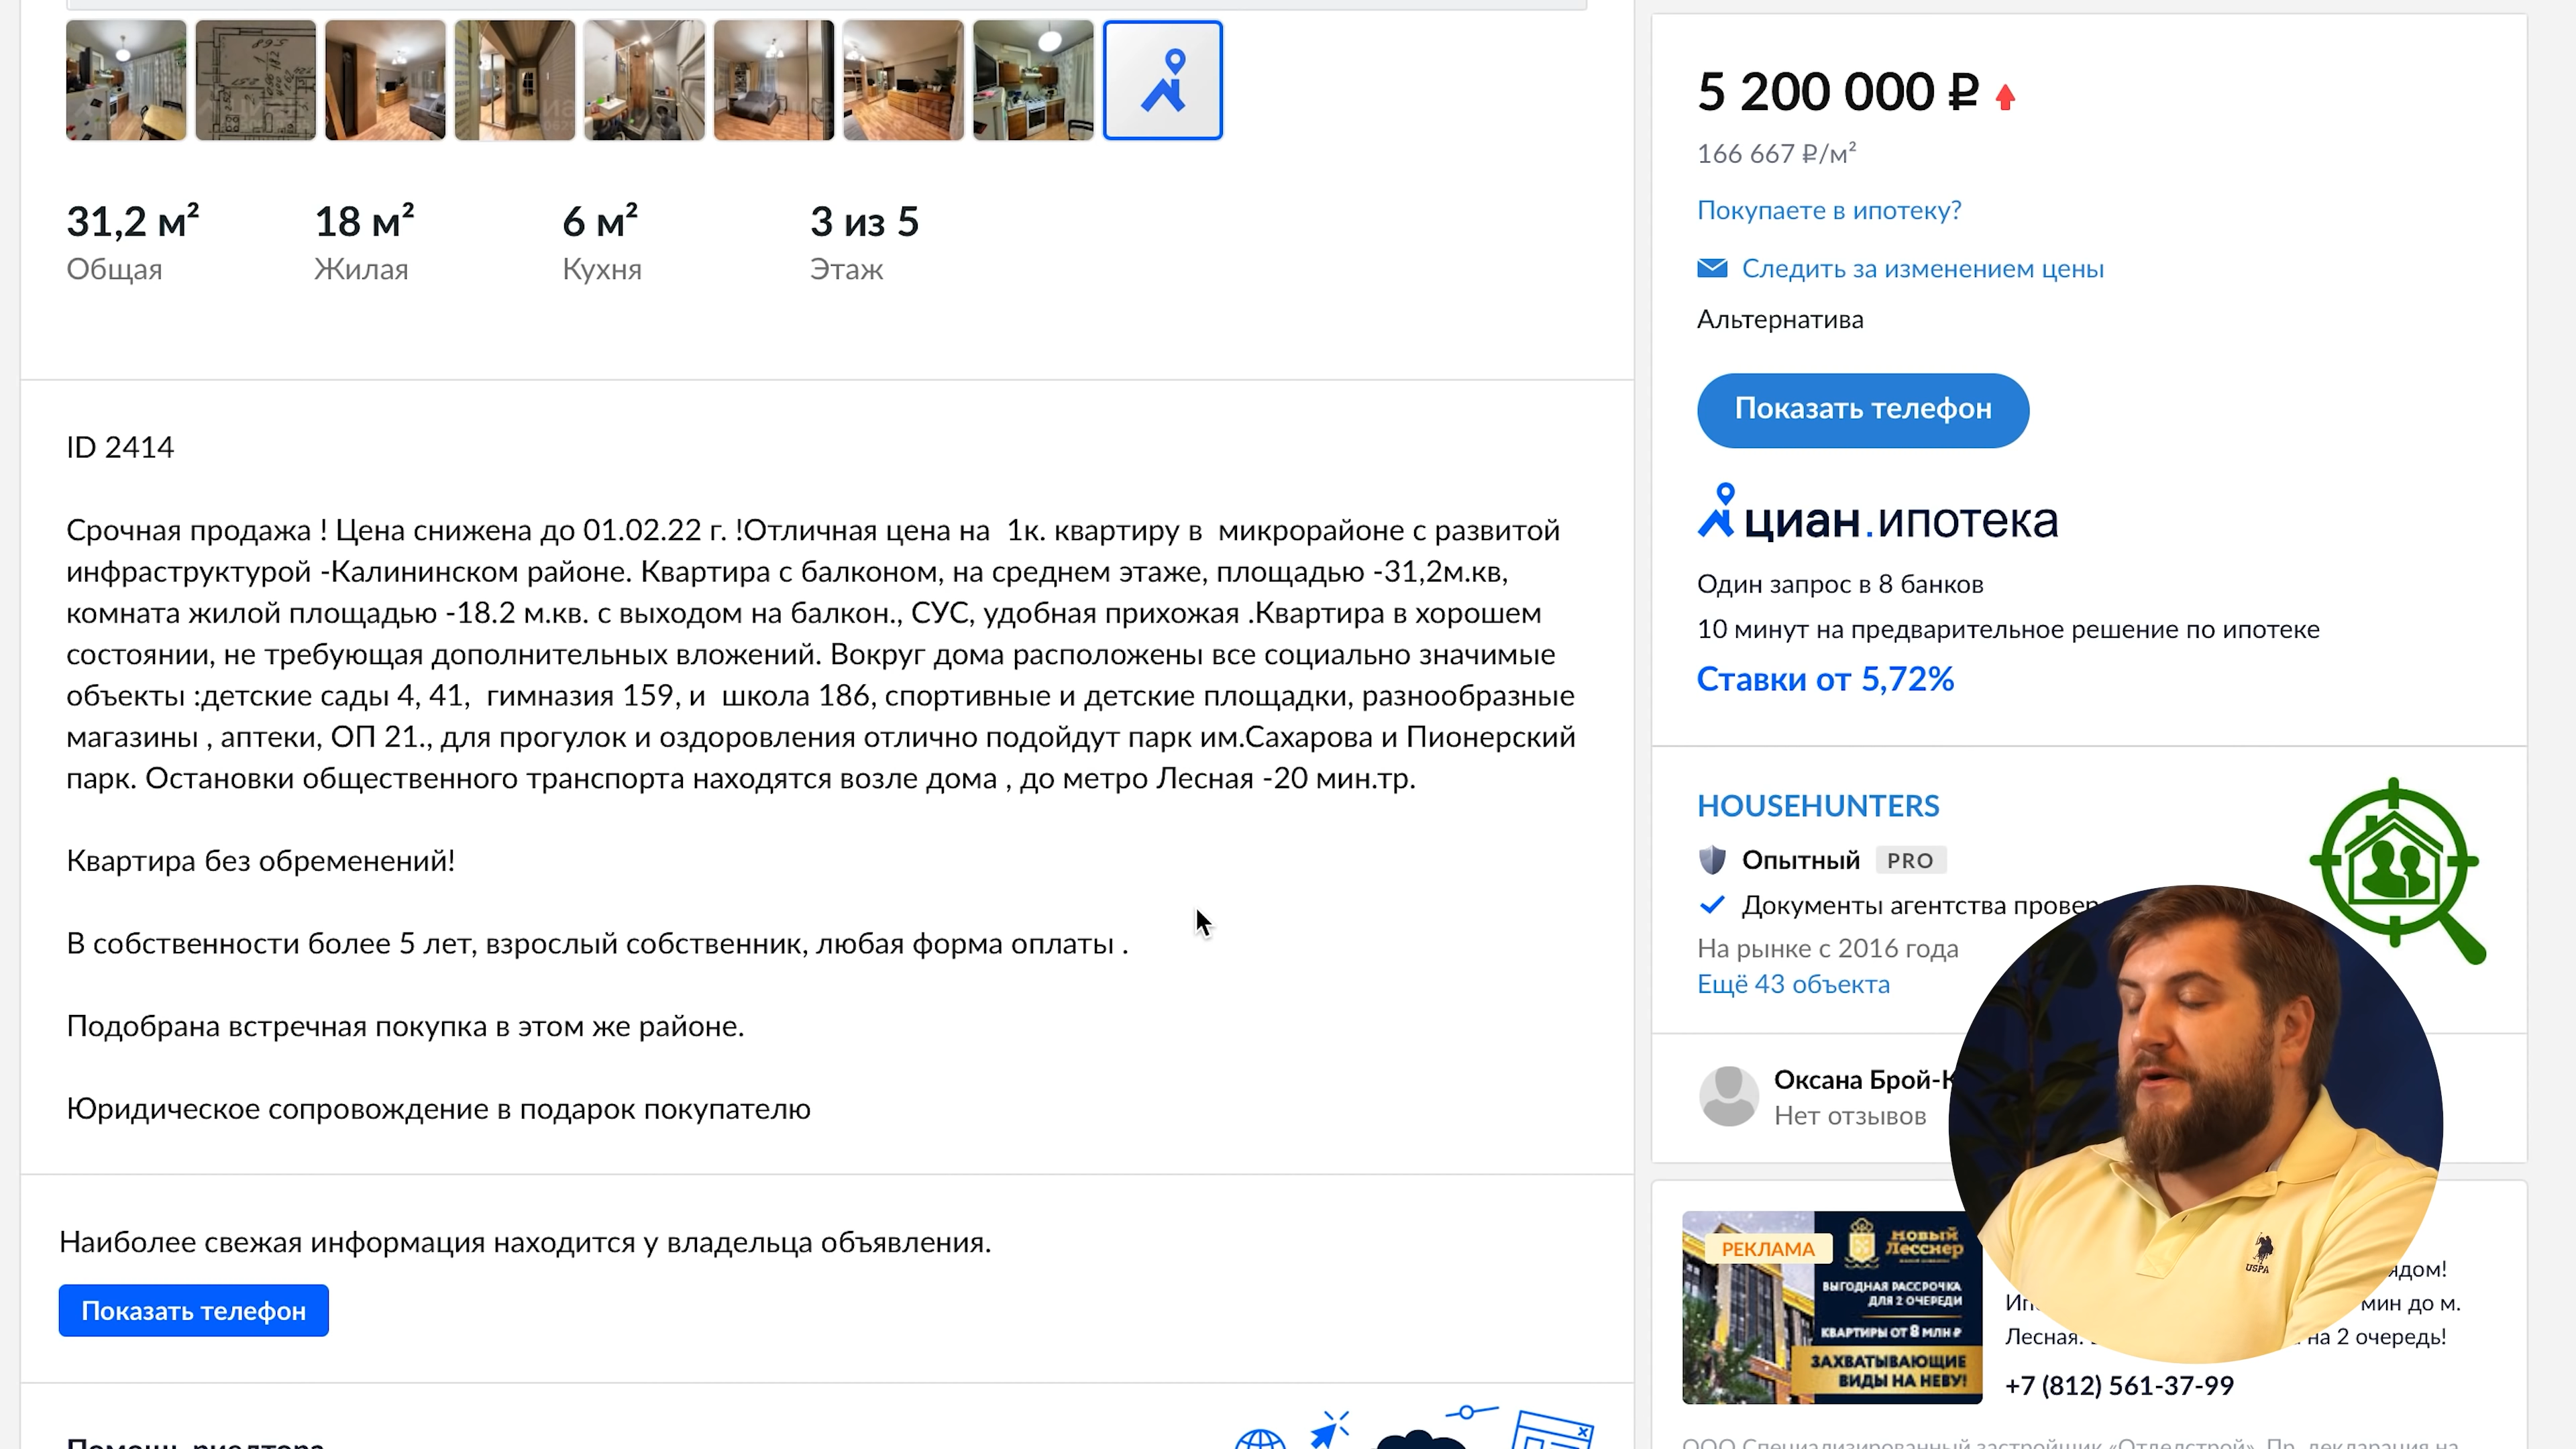 31,2 м²
Общая
18 м²
Жилая
6 м²
Кухня
3 из 5
Этаж
ID 2414
Срочная продажа ! Цена снижена до 01.02.22 г. !Отличная цена на 1к. квартиру в микрорайоне с развитой
инфраструктурой -Калининском районе. Квартира с балконом, на среднем этаже, площадью -31,2м.кв,
комната жилой площадью -18.2 м.кв. с выходом на балкон., СУС, удобная прихожая .Квартира в хорошем
состоянии, не требующая дополнительных вложений. Вокруг дома расположены все социально значимые
объекты :детские сады 4, 41, гимназия 159, и школа 186, спортивные и детские площадки, разнообразные
магазины , аптеки, ОП 21., для прогулок и оздоровления отлично подойдут парк им.Сахарова и Пионерский
парк. Остановки общественного транспорта находятся возле дома , до метро Лесная -20 мин.тр.
Квартира без обременений!
В собственности более 5 лет, взрослый собственник, любая форма оплаты .
Подобрана встречная покупка в этом же районе.
Юридическое сопровождение в подарок покупателю
Наиболее свежая информация находится у владельца объявления.
Показать телефон
Помощь риелтора
5 200 000 ₽
166 667 ₽/м²
Покупаете в ипотеку?
Следить за изменением цены
Альтернатива
Показать телефон
циан.ипотека
Один запрос в 8 банков
10 минут на предварительное решение по ипотеке
Ставки от 5,72%
HOUSEHUNTERS
Опытный PRO
Документы агентства
На рынке с 2016 года
Ещё 43 объекта
Оксана
Нет отзывов
РЕКЛАМА
Новый
Лесснер
ВЫГОДНАЯ РАССРОЧКА
ДЛЯ 2 ОЧЕРЕДИ
КВАРТИРЫ ОТ 8 МЛН ₽
ЗАХВАТЫВАЮЩИЕ
ВИДЫ НА НЕВУ!
мин до м.
Лесная. на 2 очередь!
+7 (812) 561-37-99
USPA
ООО Специализированный застройщик «Отделстрой». Пр. декларация на